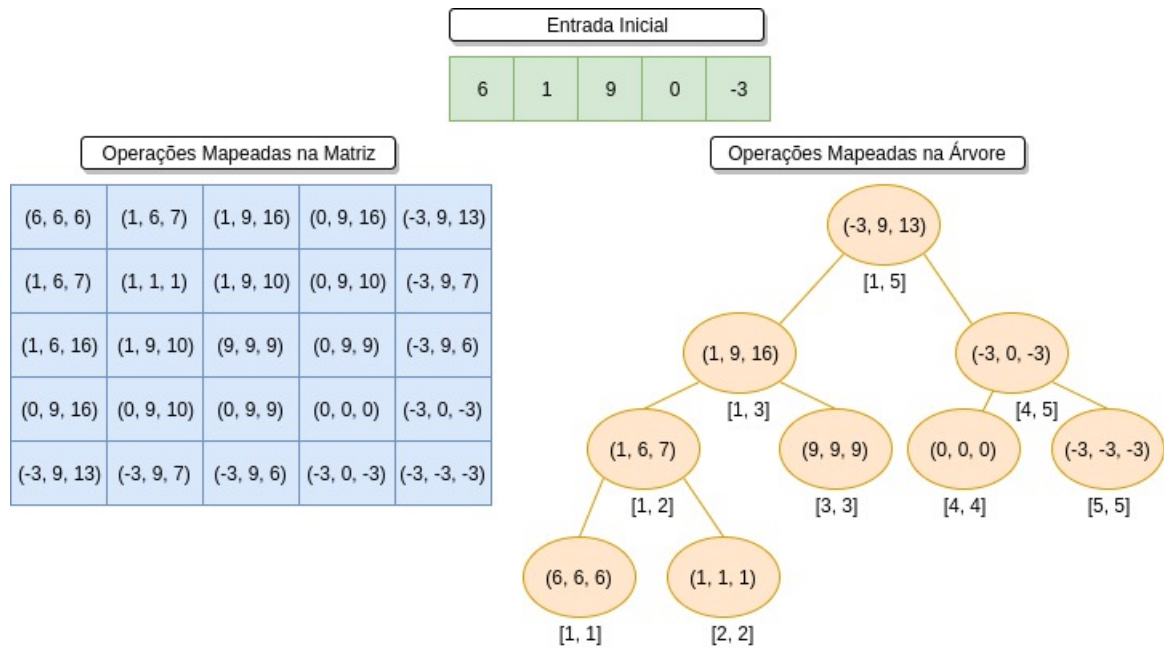 Entrada Inicial
6 1 9 0 -3
Operações Mapeadas na Matriz
(6, 6, 6) (1, 6, 7) (1, 9, 16) (0, 9, 16) (-3, 9, 13)
(1, 6, 7) (1, 1, 1) (1, 9, 10) (0, 9, 10) (-3, 9, 7)
(1, 6, 16) (1, 9, 10) (9, 9, 9) (0, 9, 9) (-3, 9, 6)
(0, 9, 16) (0, 9, 10) (0, 9, 9) (0, 0, 0) (-3, 0, -3)
(-3, 9, 13) (-3, 9, 7) (-3, 9, 6) (-3, 0, -3) (-3, -3, -3)
Operações Mapeadas na Árvore
(-3, 9, 13)
[1, 5]
(1, 9, 16) (-3, 0, -3)
[1, 3] [4, 5]
(1, 6, 7) (9, 9, 9) (0, 0, 0) (-3, -3, -3)
[1, 2] [3, 3] [4, 4] [5, 5]
(6, 6, 6) (1, 1, 1)
[1, 1] [2, 2]